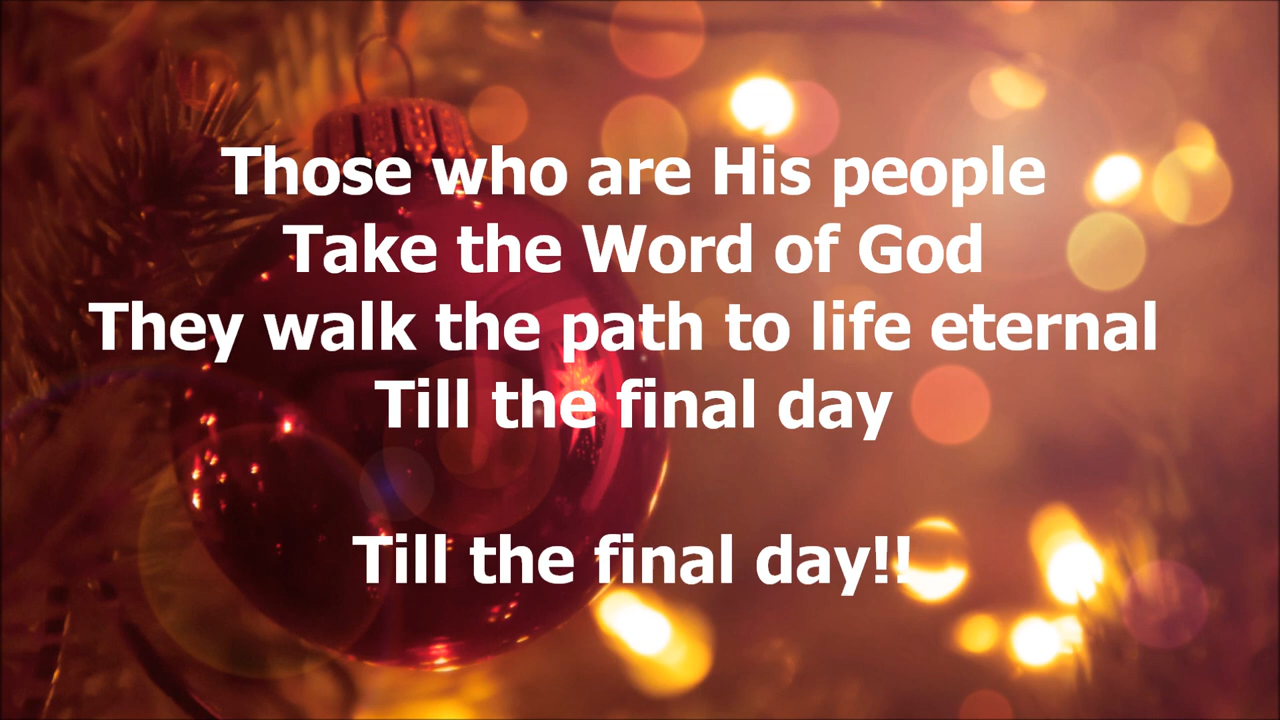 Those who are His people
Take the Word of God
They walk the path to life eternal
Till the final day
Till the final day!!